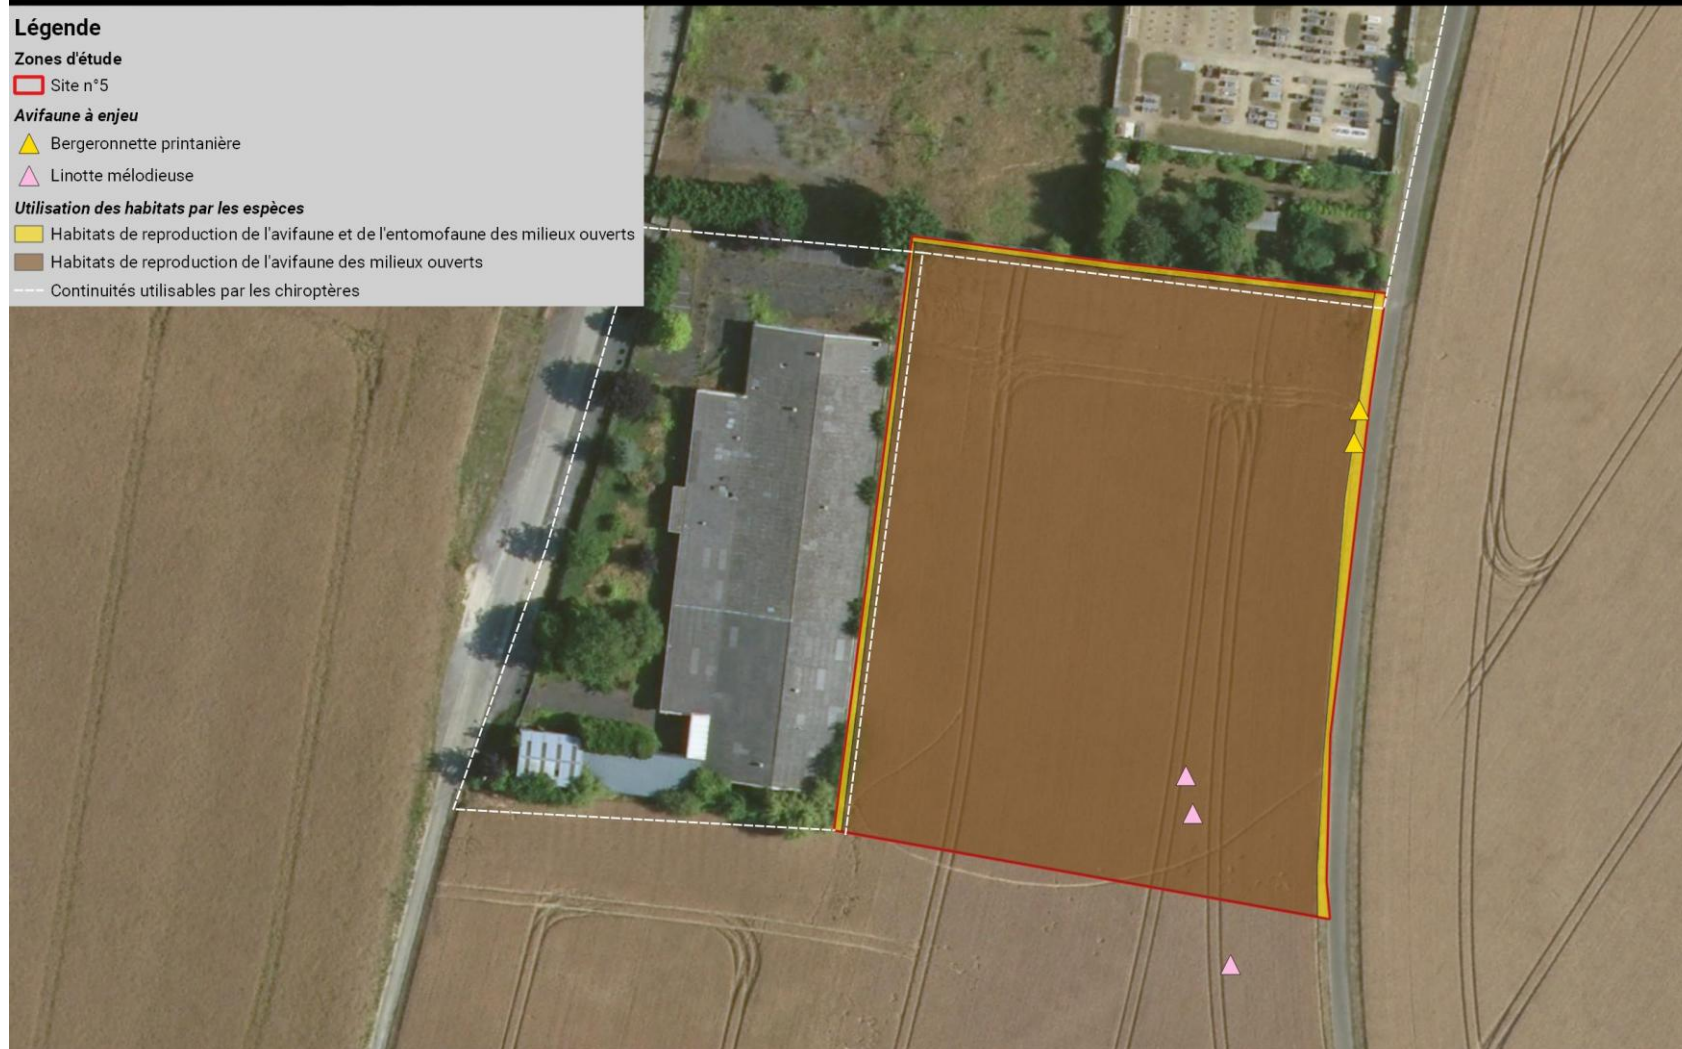 Légende
Zones d'étude
Site n°5
Avifaune à enjeu
Bergeronnette printanière
Linotte mélodieuse
Utilisation des habitats par les espèces
Habitats de reproduction de l'avifaune et de l'entomofaune des milieux ouverts
Habitats de reproduction de l'avifaune des milieux ouverts
Continuités utilisables par les chiroptères